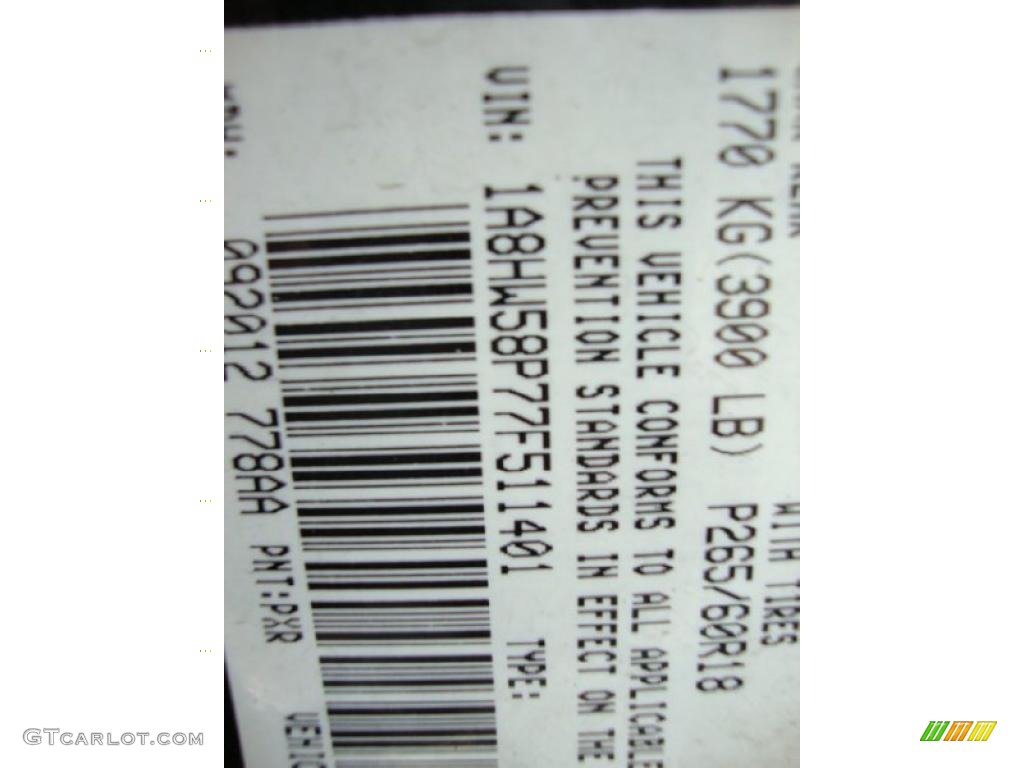 1770 KG(3900 LB) P265/60R18
WITH TIRES
THIS VEHICLE CONFORMS TO ALL APPLICABLE
PREVENTION STANDARDS IN EFFECT ON THE
VIN: 1A8HW58P77F511401 TYPE:
092012 778AA PNT:PXR
GTCARLOT.COM